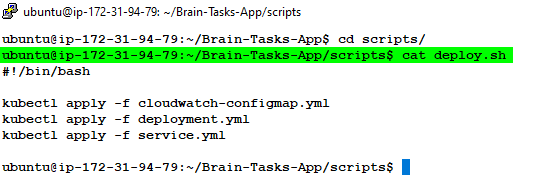 ubuntu@ip-172-31-94-79: ~/Brain-Tasks-App/scripts
ubuntu@ip-172-31-94-79:~/Brain-Tasks-App$ cd scripts/
ubuntu@ip-172-31-94-79:~/Brain-Tasks-App/scripts$ cat deploy.sh
#!/bin/bash
kubectl apply -f cloudwatch-configmap.yml
kubectl apply -f deployment.yml
kubectl apply -f service.yml
ubuntu@ip-172-31-94-79:~/Brain-Tasks-App/scripts$